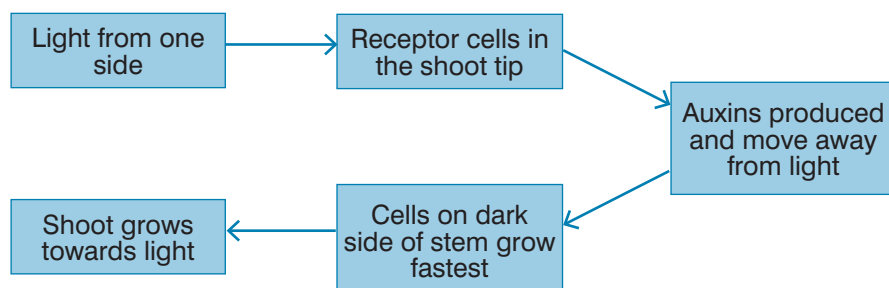 Light from one
side
Receptor cells in
the shoot tip
Auxins produced
and move away
from light
Cells on dark
side of stem grow
fastest
Shoot grows
towards light